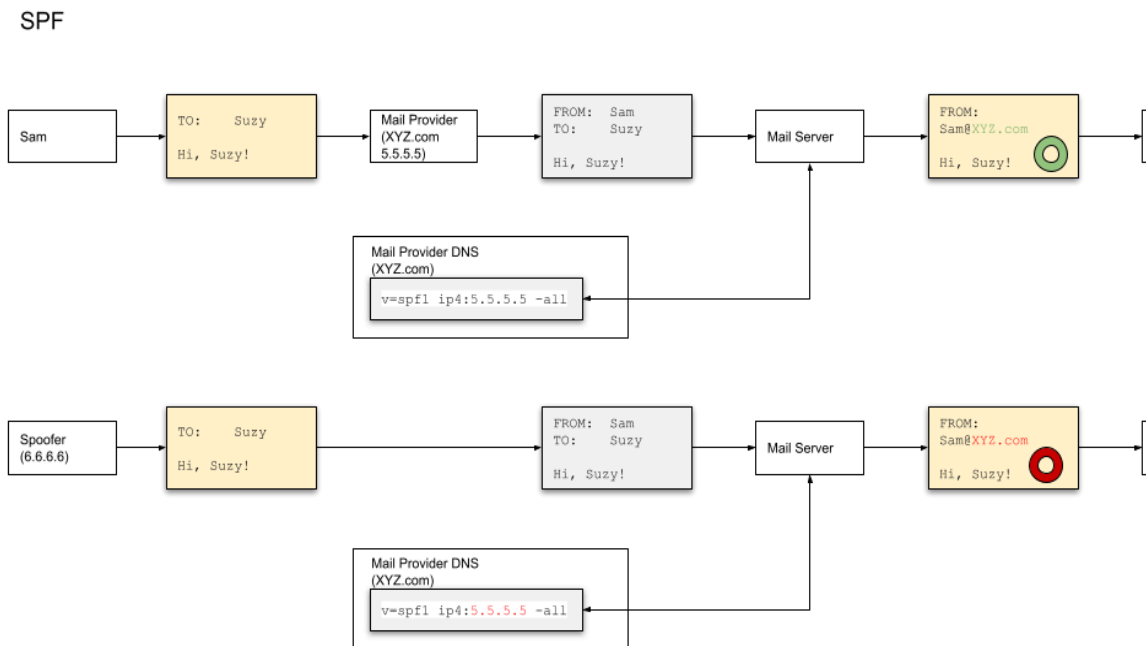 SPF
Sam
TO:    Suzy
Hi, Suzy!
Mail Provider
(XYZ.com
5.5.5.5)
FROM:  Sam
TO:    Suzy
Hi, Suzy!
Mail Server
FROM:
Sam@XYZ.com
Hi, Suzy!
Mail Provider DNS
(XYZ.com)
v=spf1 ip4:5.5.5.5 -all
Spoofer
(6.6.6.6)
TO:    Suzy
Hi, Suzy!
FROM:  Sam
TO:    Suzy
Hi, Suzy!
Mail Server
FROM:
Sam@XYZ.com
Hi, Suzy!
Mail Provider DNS
(XYZ.com)
v=spf1 ip4:5.5.5.5 -all